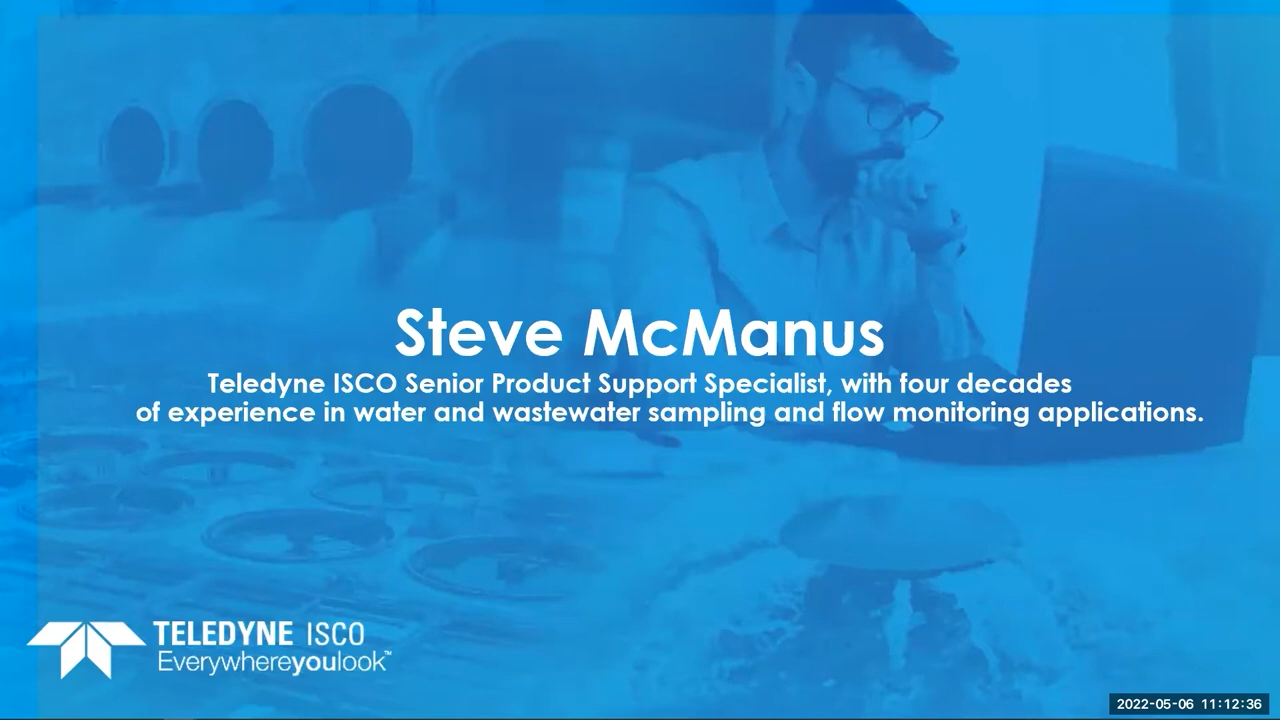 Steve McManus
Teledyne ISCO Senior Product Support Specialist, with four decades
of experience in water and wastewater sampling and flow monitoring applications.
TELEDYNE ISCO
Everywhereyoulook™
2022-05-06 11:12:36